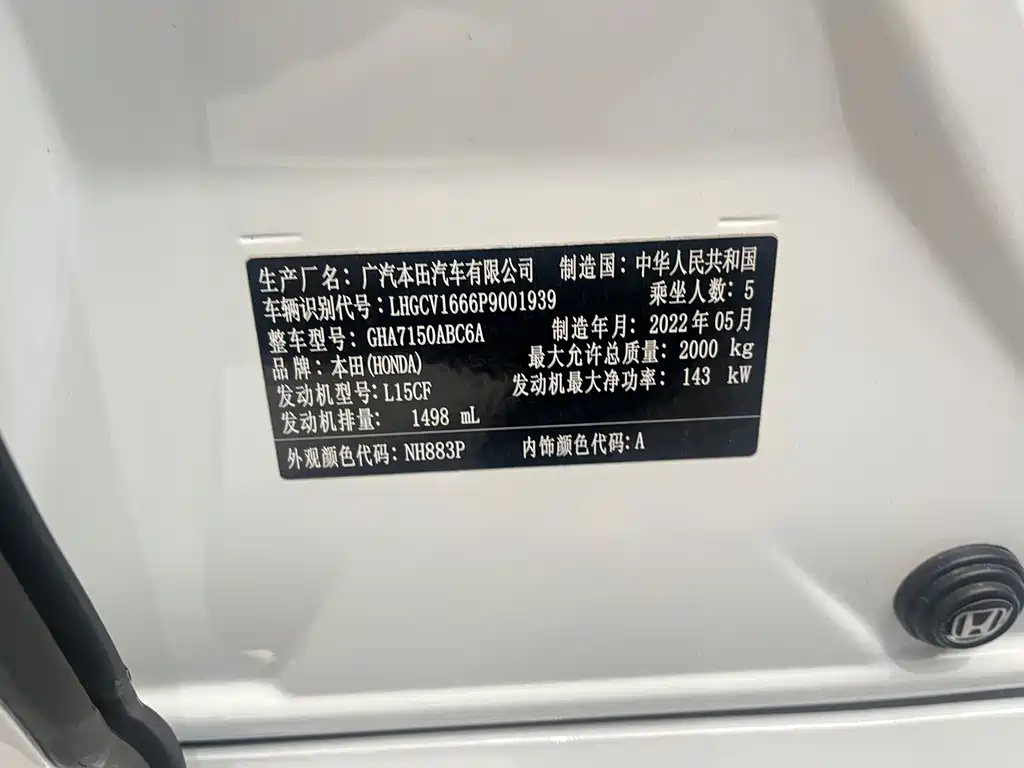 生产厂名：广汽本田汽车有限公司 制造国：中华人民共和国
车辆识别代号：LHGCV1666P9001939 乘坐人数：5
整车型号：GHA7150ABC6A 制造年月：2022年05月
品牌：本田(HONDA) 最大允许总质量：2000 kg
发动机型号:L15CF 发动机最大净功率：143 kW
发动机排量： 1498 mL
外观颜色代码：NH883P 内饰颜色代码:A